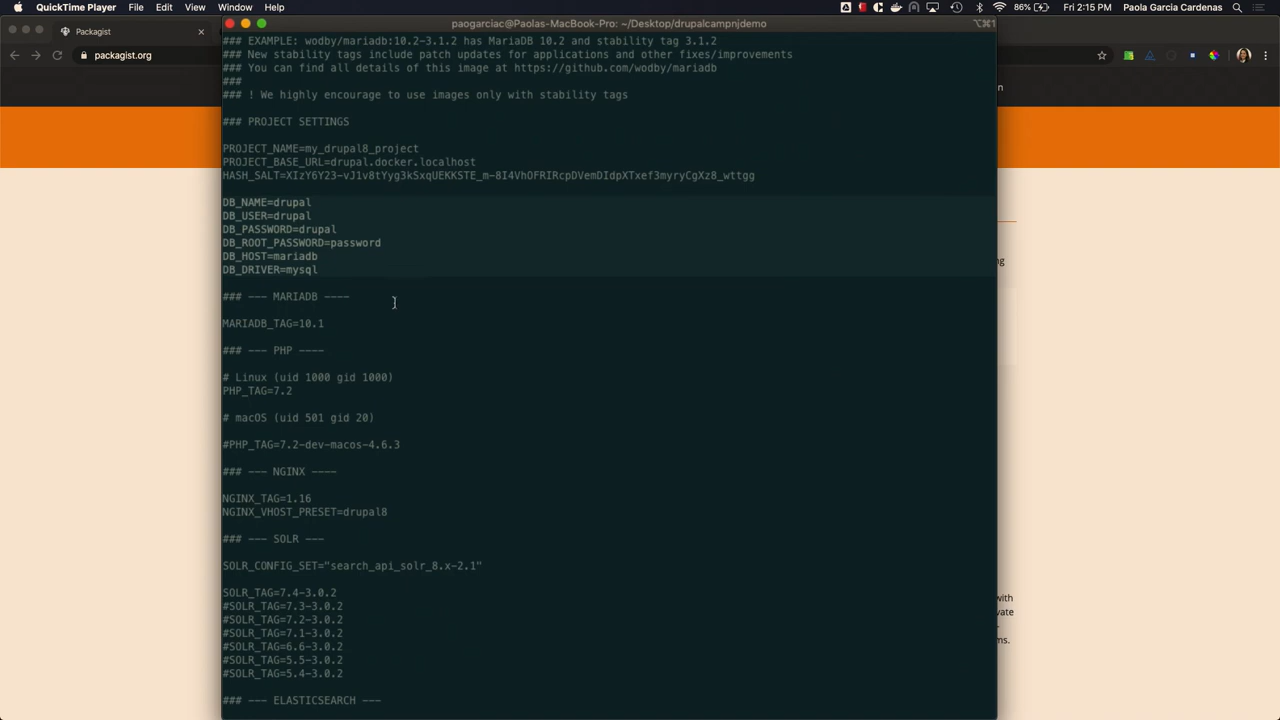 QuickTime Player File Edit View Window Help 86% Fri 2:15 PM Paola Garcia Cardenas
paogarciac@Paolas-MacBook-Pro: ~/Desktop/drupalcampnjdemo ⌥⌘1
Packagist
packagist.org
### EXAMPLE: wodby/mariadb:10.2-3.1.2 has MariaDB 10.2 and stability tag 3.1.2
### New stability tags include patch updates for applications and other fixes/improvements
### You can find all details of this image at https://github.com/wodby/mariadb
###
### ! We highly encourage to use images only with stability tags
### PROJECT SETTINGS
PROJECT_NAME=my_drupal8_project
PROJECT_BASE_URL=drupal.docker.localhost
HASH_SALT=XIzY6Y23-vJ1v8tYyg3kSxqUEKKSTE_m-8I4VhOFRIRcpDVemDIdpXTxef3myryCgXz8_wttgg
DB_NAME=drupal
DB_USER=drupal
DB_PASSWORD=drupal
DB_ROOT_PASSWORD=password
DB_HOST=mariadb
DB_DRIVER=mysql
### --- MARIADB ----
MARIADB_TAG=10.1
### --- PHP ----
# Linux (uid 1000 gid 1000)
PHP_TAG=7.2
# macOS (uid 501 gid 20)
#PHP_TAG=7.2-dev-macos-4.6.3
### --- NGINX ----
NGINX_TAG=1.16
NGINX_VHOST_PRESET=drupal8
### --- SOLR ---
SOLR_CONFIG_SET="search_api_solr_8.x-2.1"
SOLR_TAG=7.4-3.0.2
#SOLR_TAG=7.3-3.0.2
#SOLR_TAG=7.2-3.0.2
#SOLR_TAG=7.1-3.0.2
#SOLR_TAG=6.6-3.0.2
#SOLR_TAG=5.5-3.0.2
#SOLR_TAG=5.4-3.0.2
### --- ELASTICSEARCH ---
with